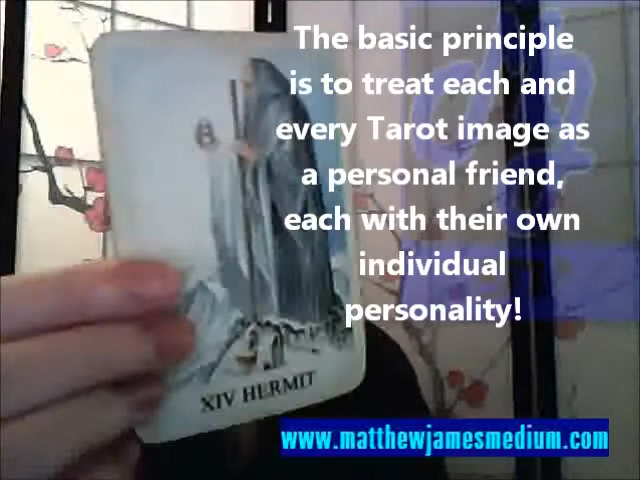 The basic principle
is to treat each and
every Tarot image as
a personal friend,
each with their own
individual
personality!
XIV HERMIT
www.matthewjamesmedium.com